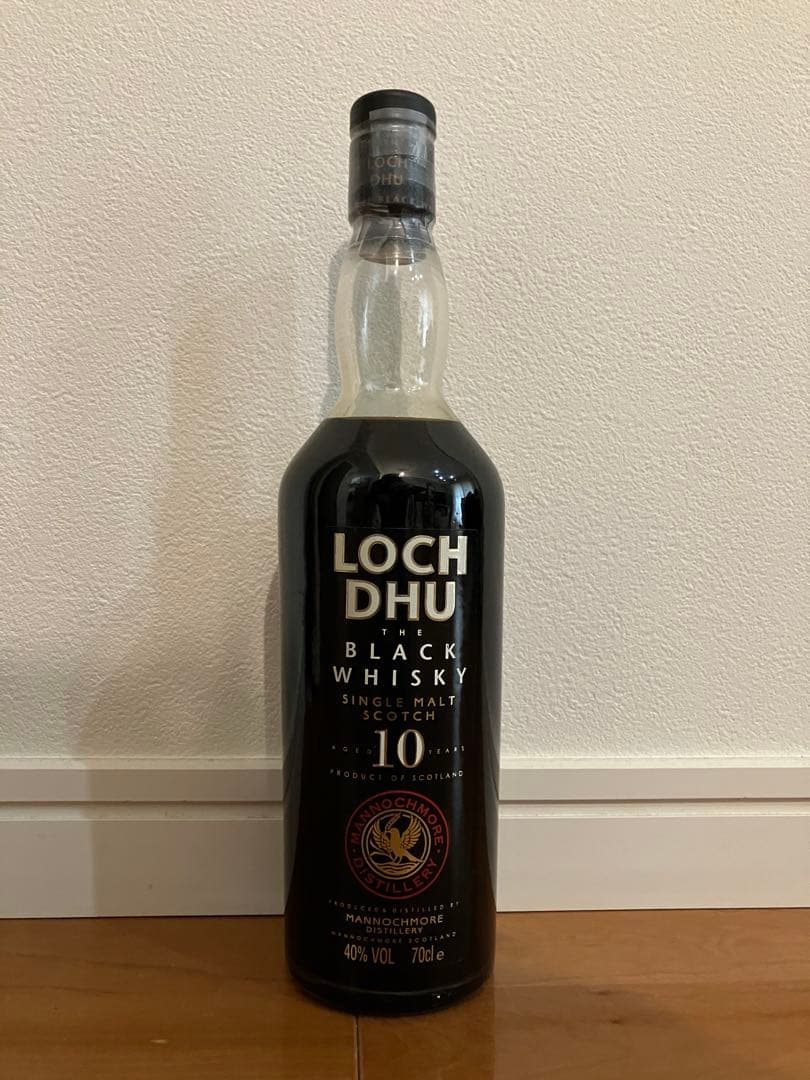 LOCH
DHU
BLACK
LOCH
DHU
THE
BLACK
WHISKY
SINGLE MALT
SCOTCH
AGED 10 YEARS
PRODUCT OF SCOTLAND
MANNOCHMORE
DISTILLERY
PRODUCED & DISTILLED BY
MANNOCHMORE
DISTILLERY
MANNOCHMORE SCOTLAND
40% VOL 70cl e